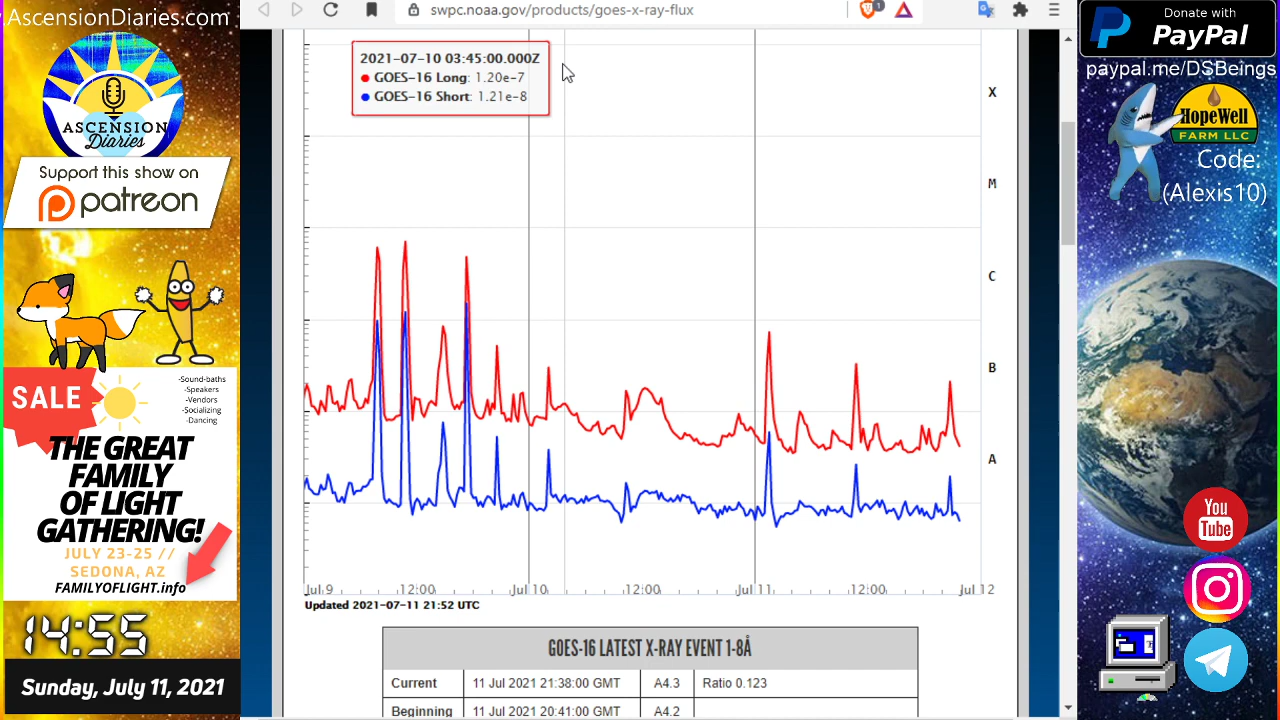 AscensionDiaries.com
ASCENSION
Diaries
Support this show on
patreon
SALE
-Sound-baths
-Speakers
-Vendors
-Socializing
-Dancing
THE GREAT
FAMILY
OF LIGHT
GATHERING!
JULY 23-25 //
SEDONA, AZ
FAMILYOFLIGHT.info
14:55
Sunday, July 11, 2021
swpc.noaa.gov/products/goes-x-ray-flux
1
2021-07-10 03:45:00.000Z
GOES-16 Long: 1.20e-7
GOES-16 Short: 1.21e-8
X
M
C
B
A
Jul 9
12:00
Jul 10
12:00
Jul 11
12:00
Jul 12
Updated 2021-07-11 21:52 UTC
GOES-16 LATEST X-RAY EVENT 1-8Å
Current 11 Jul 2021 21:38:00 GMT A4.3 Ratio 0.123
Beginning 11 Jul 2021 20:41:00 GMT A4.2
Donate with
PayPal
paypal.me/DSBeings
HopeWell
FARM LLC
Code:
(Alexis10)
You
Tube